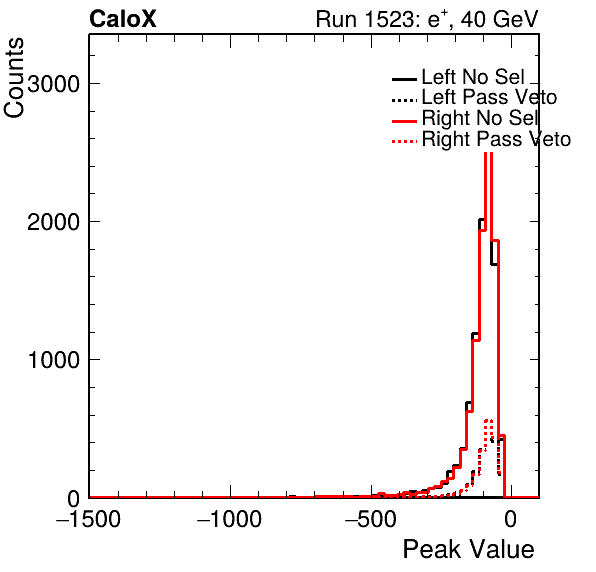 CaloX Run 1523: e+, 40 GeV
Counts
3000
2000
1000
0
Left No Sel
Left Pass Veto
Right No Sel
Right Pass Veto
−1500 −1000 −500 0
Peak Value